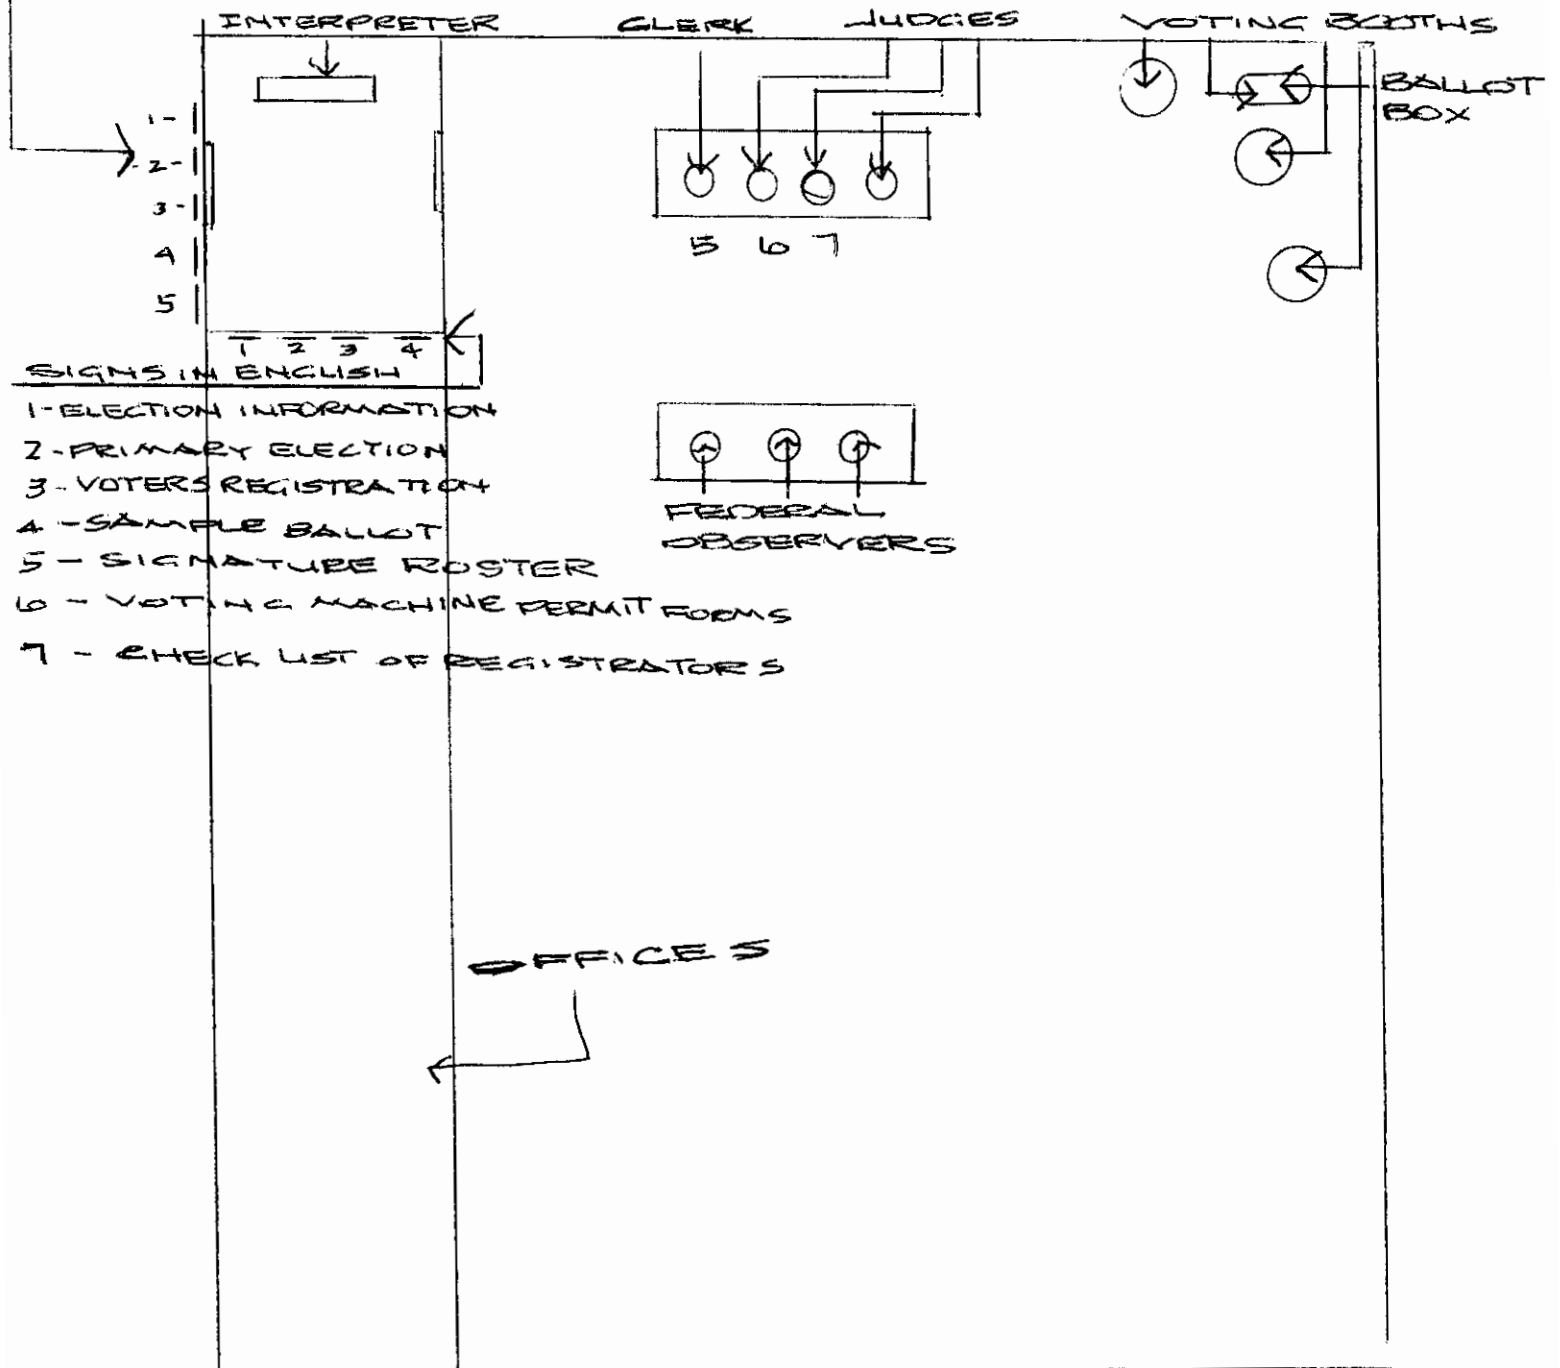 INTERPRETER CLERK JUDGES VOTING BOOTHS
BALLOT
BOX
1-
2-
3-
4
5
5 6 7
1 2 3 4
SIGNS IN ENGLISH
1-ELECTION INFORMATION
2-PRIMARY ELECTION
3-VOTERS REGISTRATION
4-SAMPLE BALLOT
5-SIGNATURE ROSTER
6-VOTING MACHINE PERMIT FORMS
7-CHECK LIST OF REGISTRATORS
FEDERAL
OBSERVERS
OFFICES